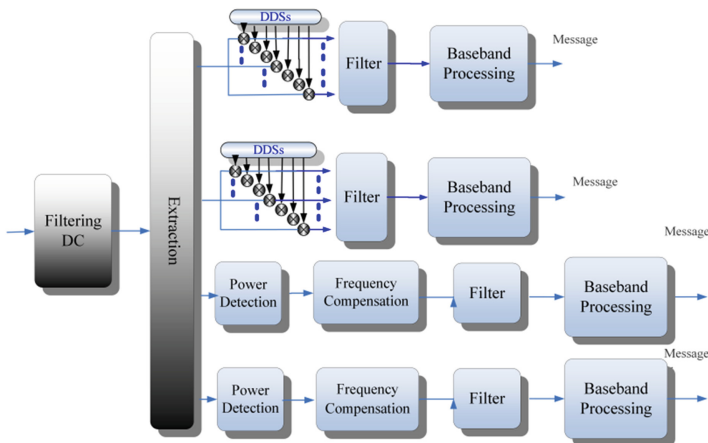 DDSs
Filter
Baseband
Processing
Message
DDSs
Filter
Baseband
Processing
Message
Filtering
DC
Extraction
Message
Power
Detection
Frequency
Compensation
Filter
Baseband
Processing
Message
Power
Detection
Frequency
Compensation
Filter
Baseband
Processing